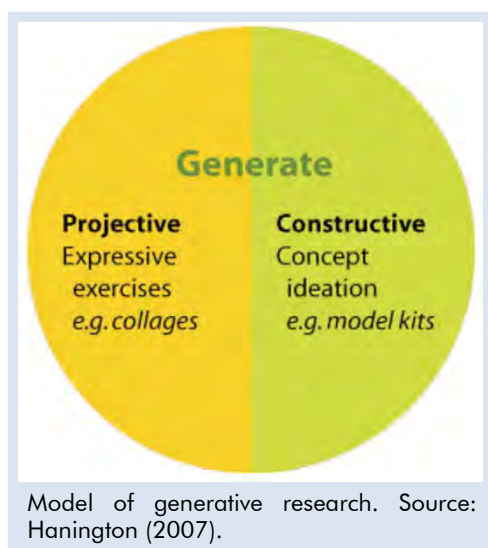 Generate
Projective
Expressive
exercises
e.g. collages
Constructive
Concept
ideation
e.g. model kits
Model of generative research. Source:
Hanington (2007).